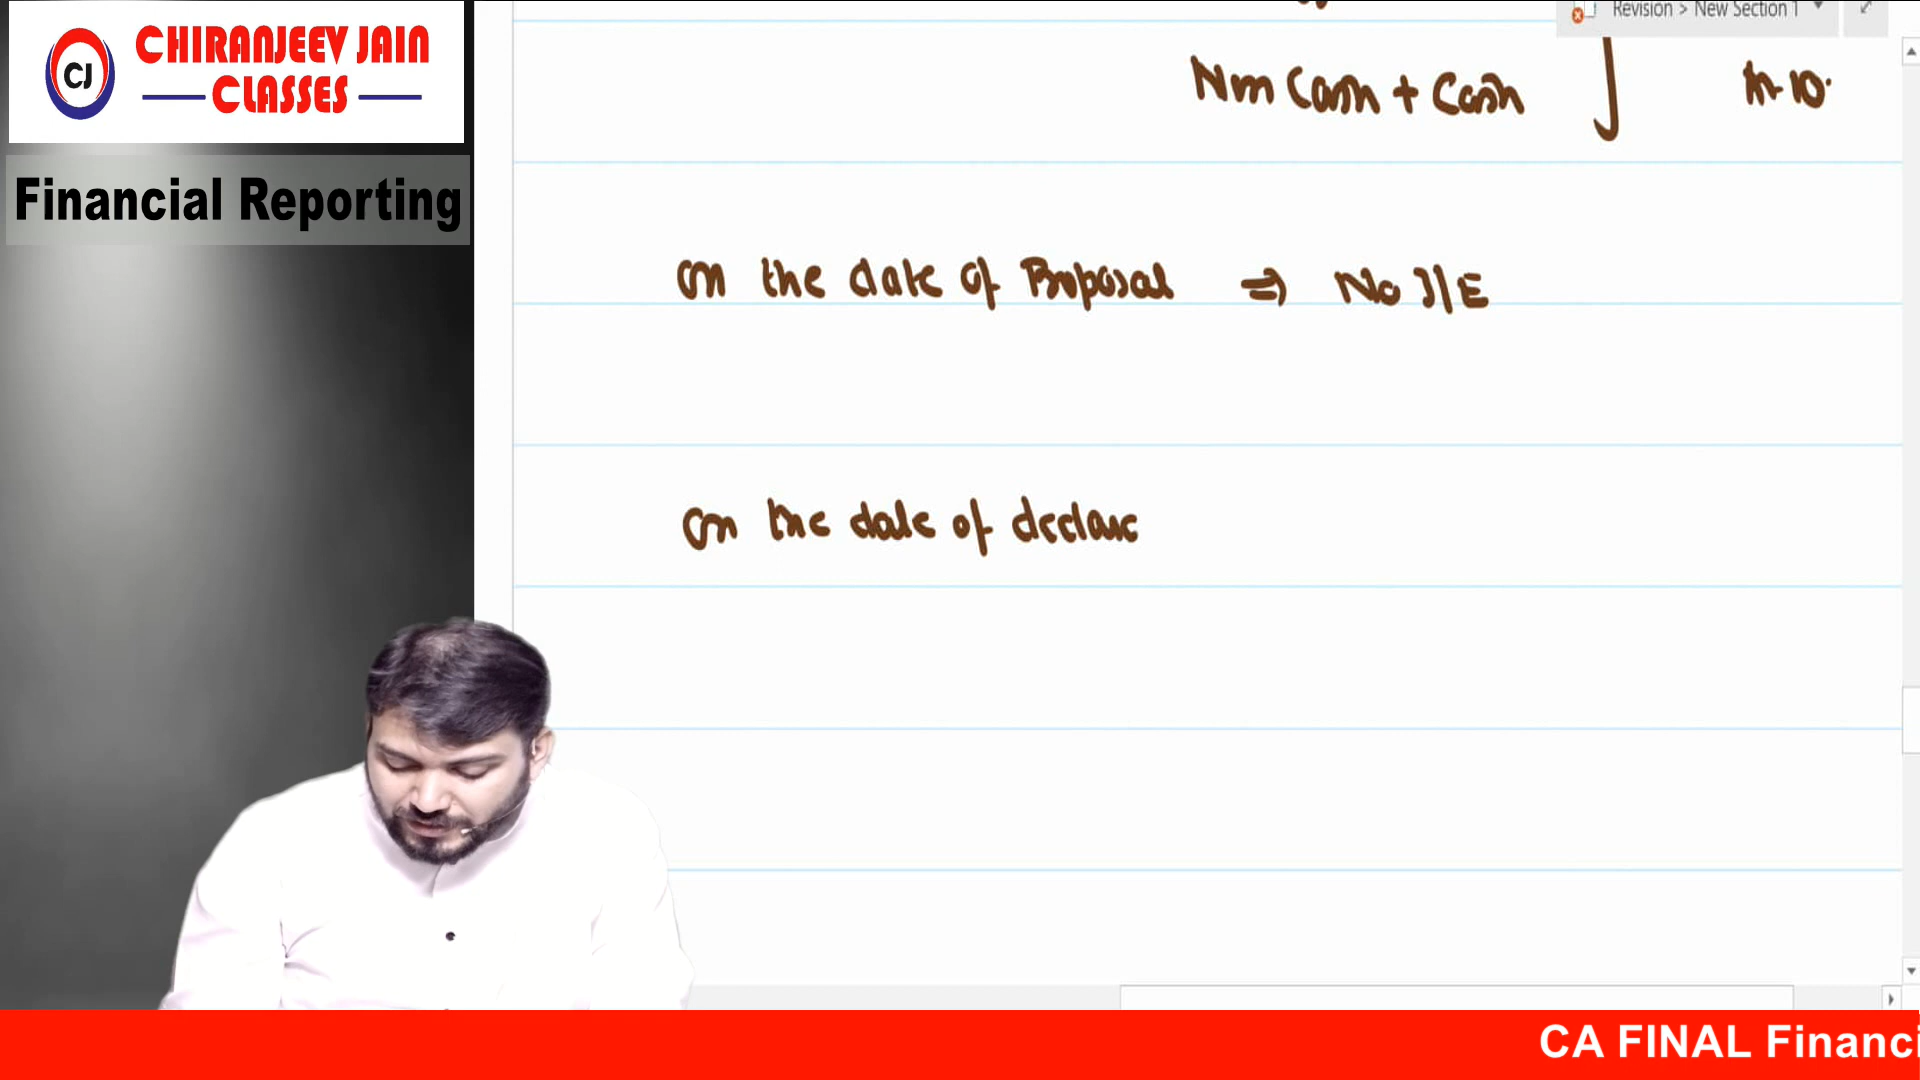 CHIRANJEEV JAIN
CJ
CLASSES
Financial Reporting
Revision > New Section 1
Non Cash + Cash
on the date of Proposal ⇒ No J/E
on the date of declare
CA FINAL Financi